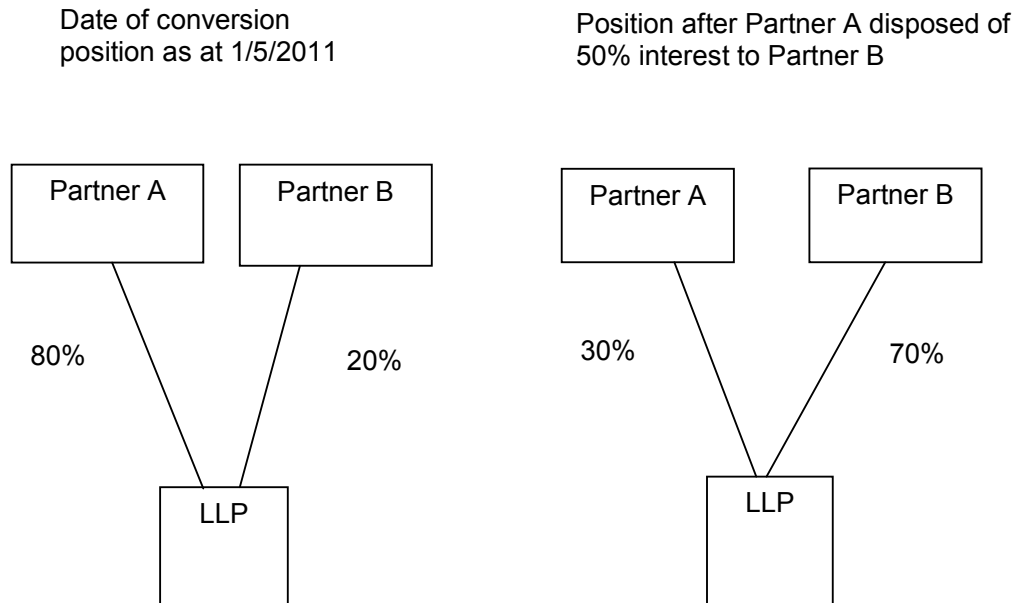 Date of conversion
position as at 1/5/2011
Partner A
Partner B
80%
20%
LLP
Position after Partner A disposed of
50% interest to Partner B
Partner A
Partner B
30%
70%
LLP